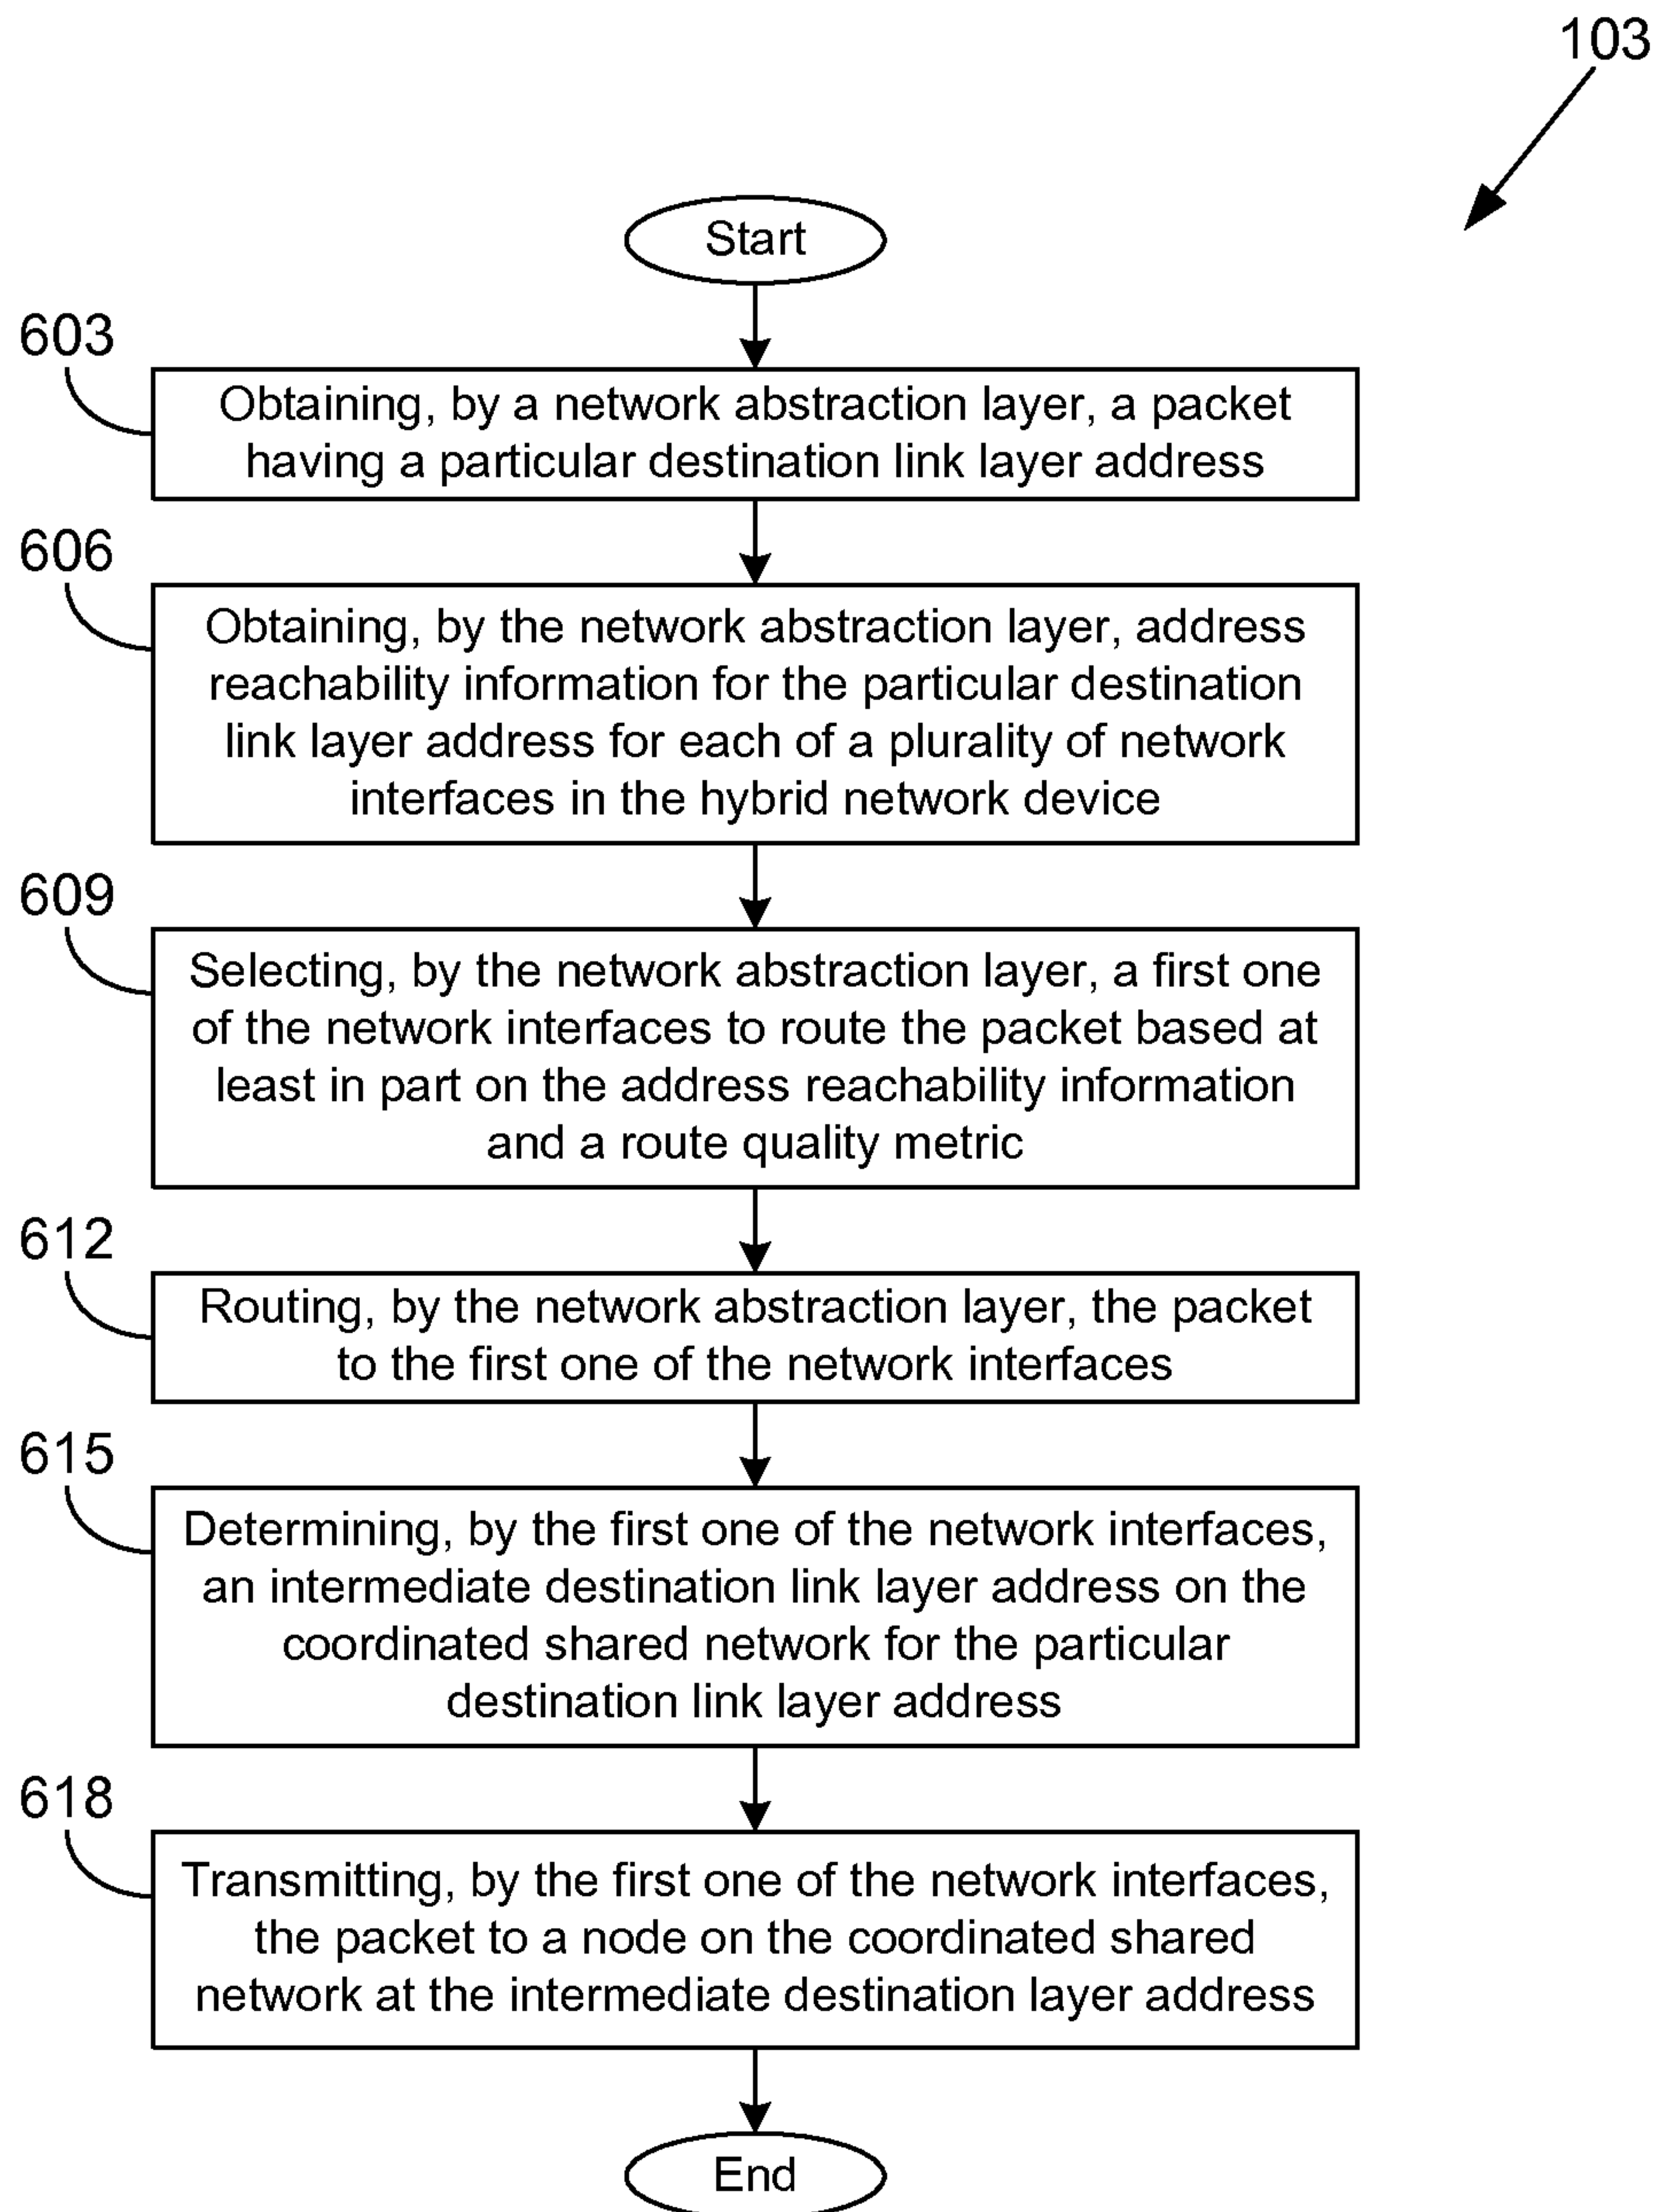 103
Start
603
Obtaining, by a network abstraction layer, a packet
having a particular destination link layer address
606
Obtaining, by the network abstraction layer, address
reachability information for the particular destination
link layer address for each of a plurality of network
interfaces in the hybrid network device
609
Selecting, by the network abstraction layer, a first one
of the network interfaces to route the packet based at
least in part on the address reachability information
and a route quality metric
612
Routing, by the network abstraction layer, the packet
to the first one of the network interfaces
615
Determining, by the first one of the network interfaces,
an intermediate destination link layer address on the
coordinated shared network for the particular
destination link layer address
618
Transmitting, by the first one of the network interfaces,
the packet to a node on the coordinated shared
network at the intermediate destination layer address
End